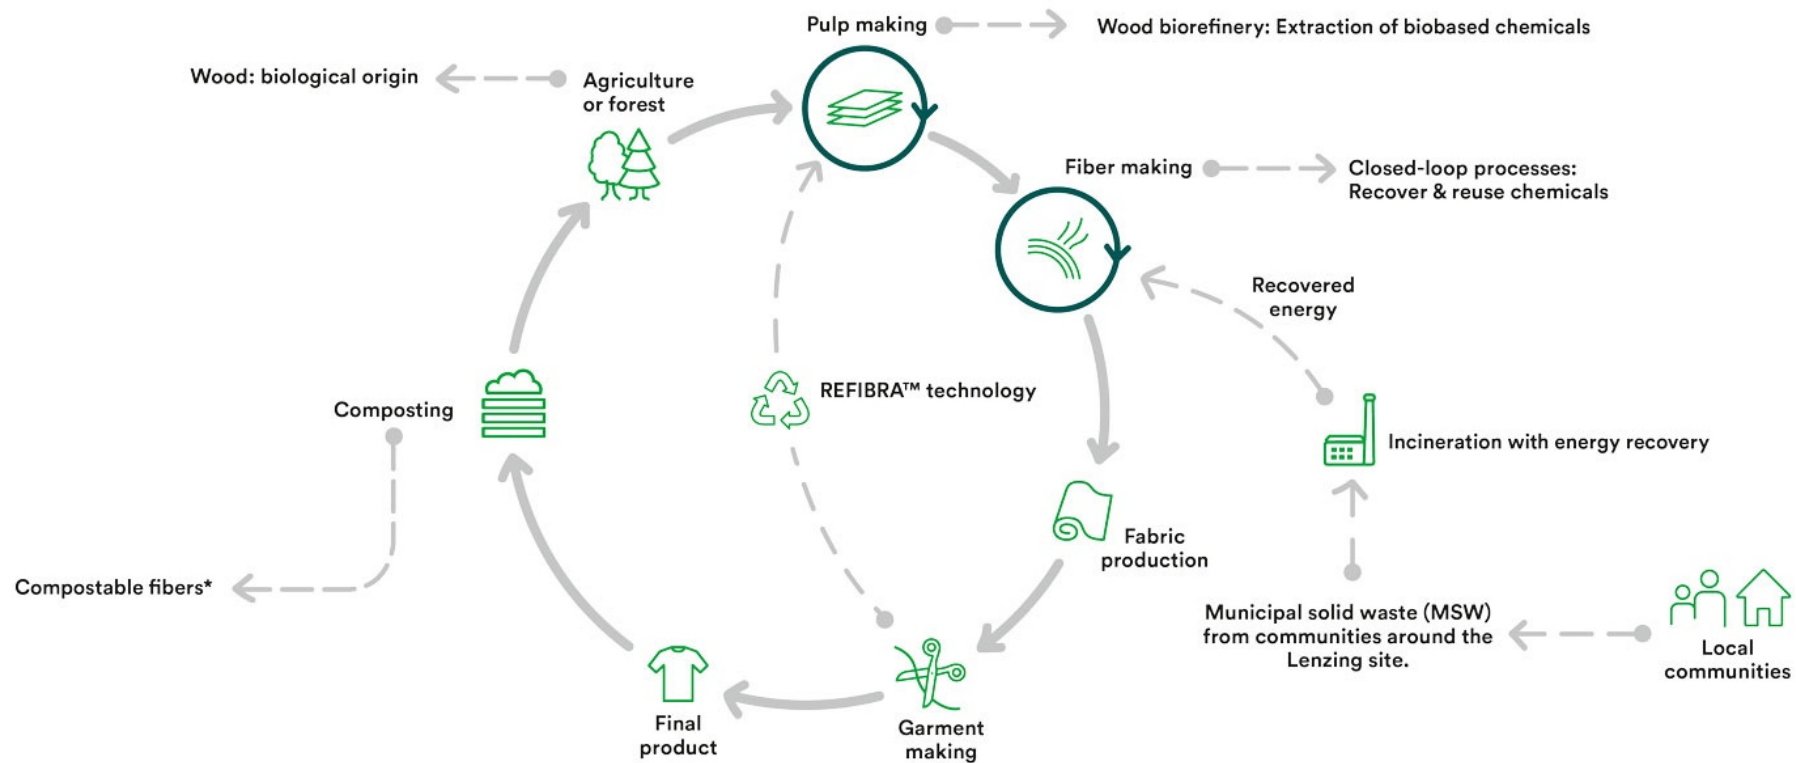 Pulp making
Wood biorefinery: Extraction of biobased chemicals
Wood: biological origin
Agriculture
or forest
Fiber making
Closed-loop processes:
Recover & reuse chemicals
Recovered
energy
REFIBRA™ technology
Composting
Incineration with energy recovery
Fabric
production
Compostable fibers*
Municipal solid waste (MSW)
from communities around the
Lenzing site.
Local
communities
Final
product
Garment
making